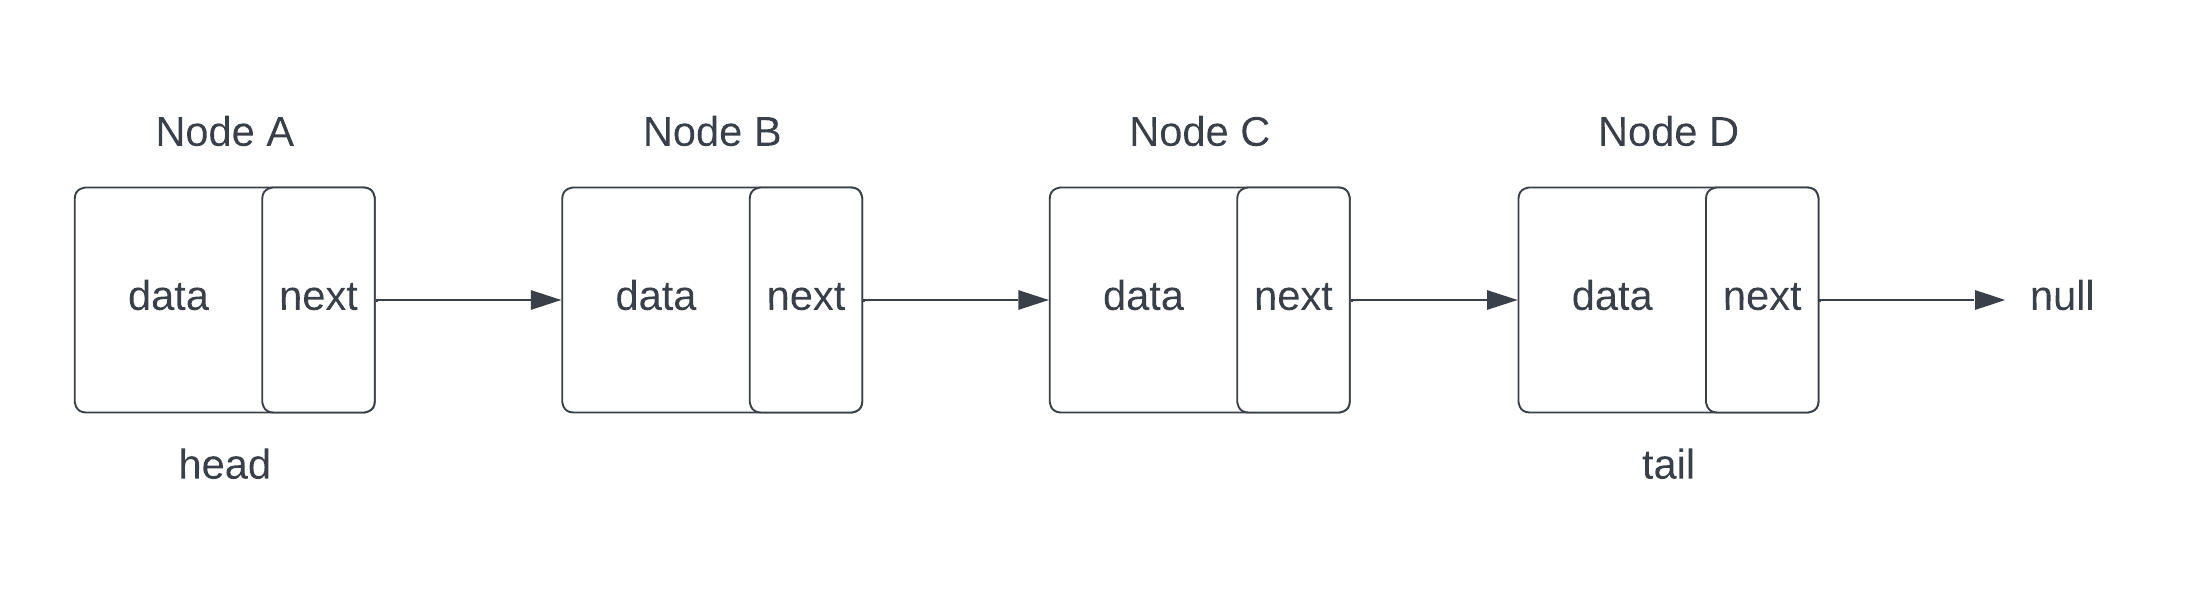 Node A
Node B
Node C
Node D
data
next
data
next
data
next
data
next
null
head
tail